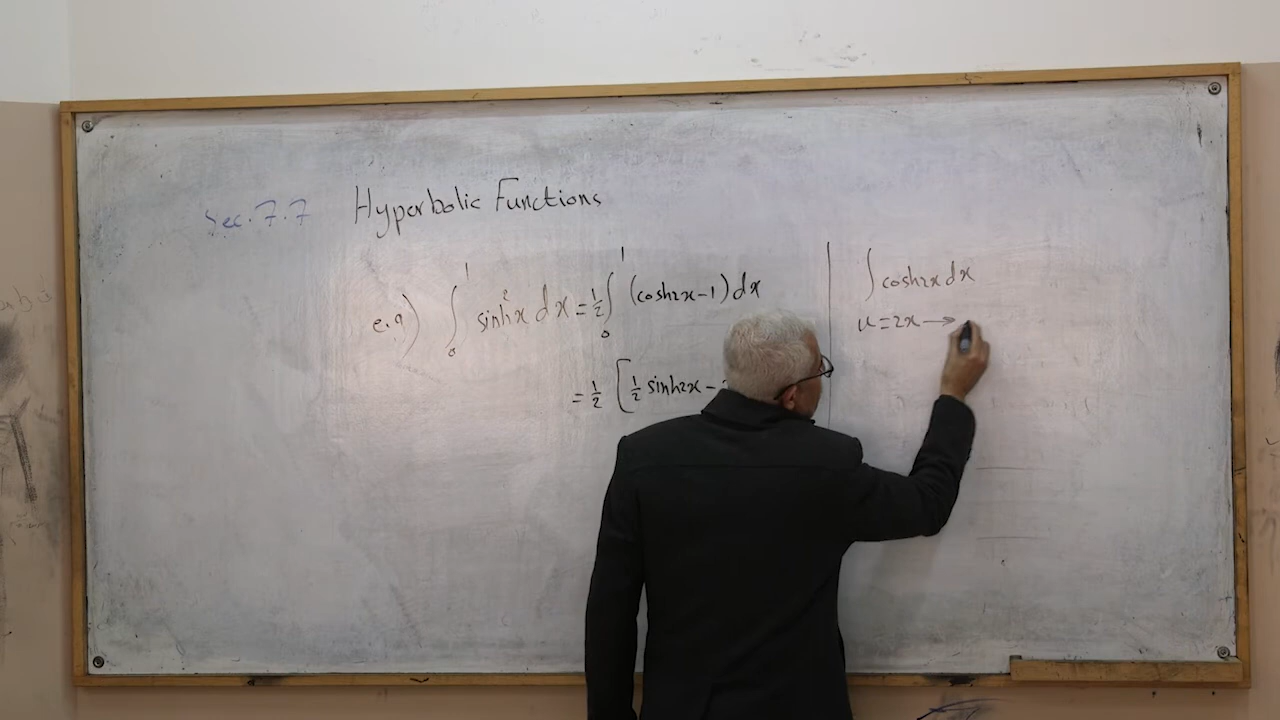 Sec. 7.7 Hyperbolic Functions
e.g) ∫₀¹ sinh²x dx = ½ ∫₀¹ (cosh2x − 1) dx
= ½ [ ½ sinh2x −
∫ cosh2x dx
u = 2x →